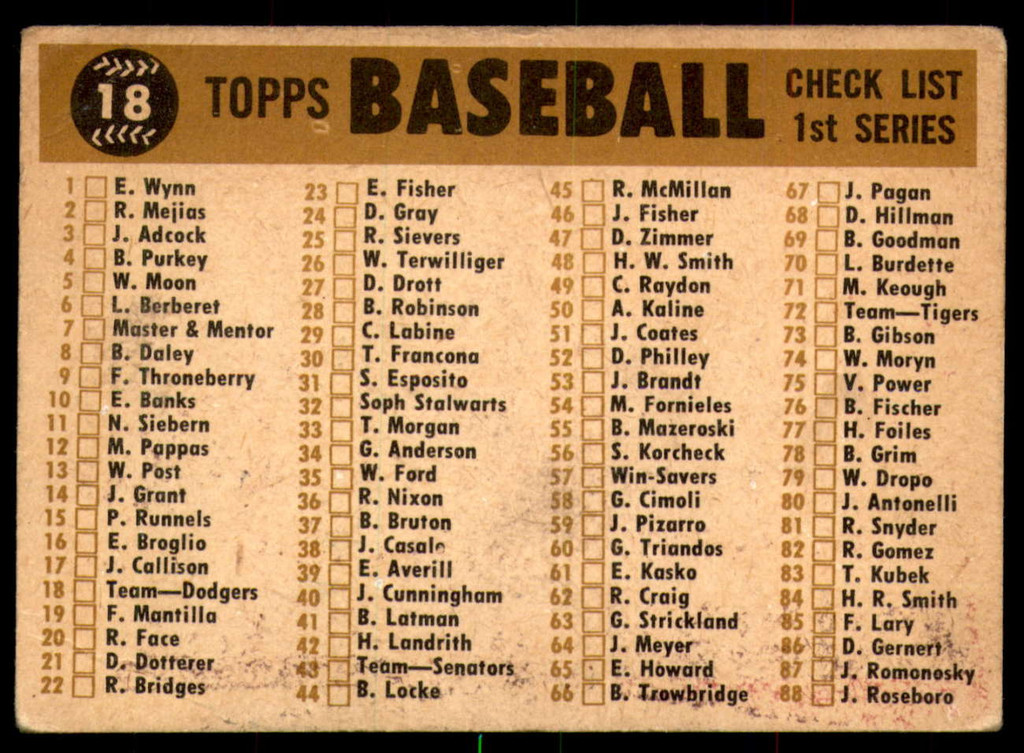 18 TOPPS BASEBALL CHECK LIST
1st SERIES
1 E. Wynn
2 R. Mejias
3 J. Adcock
4 B. Purkey
5 W. Moon
6 L. Berberet
7 Master & Mentor
8 B. Daley
9 F. Throneberry
10 E. Banks
11 N. Siebern
12 M. Pappas
13 W. Post
14 J. Grant
15 P. Runnels
16 E. Broglio
17 J. Callison
18 Team—Dodgers
19 F. Mantilla
20 R. Face
21 D. Dotterer
22 R. Bridges
23 E. Fisher
24 D. Gray
25 R. Sievers
26 W. Terwilliger
27 D. Drott
28 B. Robinson
29 C. Labine
30 T. Francona
31 S. Esposito
32 Soph Stalwarts
33 T. Morgan
34 G. Anderson
35 W. Ford
36 R. Nixon
37 B. Bruton
38 J. Casale
39 E. Averill
40 J. Cunningham
41 B. Latman
42 H. Landrith
43 Team—Senators
44 B. Locke
45 R. McMillan
46 J. Fisher
47 D. Zimmer
48 H. W. Smith
49 C. Raydon
50 A. Kaline
51 J. Coates
52 D. Philley
53 J. Brandt
54 M. Fornieles
55 B. Mazeroski
56 S. Korcheck
57 Win-Savers
58 G. Cimoli
59 J. Pizarro
60 G. Triandos
61 E. Kasko
62 R. Craig
63 G. Strickland
64 J. Meyer
65 E. Howard
66 B. Trowbridge
67 J. Pagan
68 D. Hillman
69 B. Goodman
70 L. Burdette
71 M. Keough
72 Team—Tigers
73 B. Gibson
74 W. Moryn
75 V. Power
76 B. Fischer
77 H. Foiles
78 B. Grim
79 W. Dropo
80 J. Antonelli
81 R. Snyder
82 R. Gomez
83 T. Kubek
84 H. R. Smith
85 F. Lary
86 D. Gernert
87 J. Romonosky
88 J. Roseboro